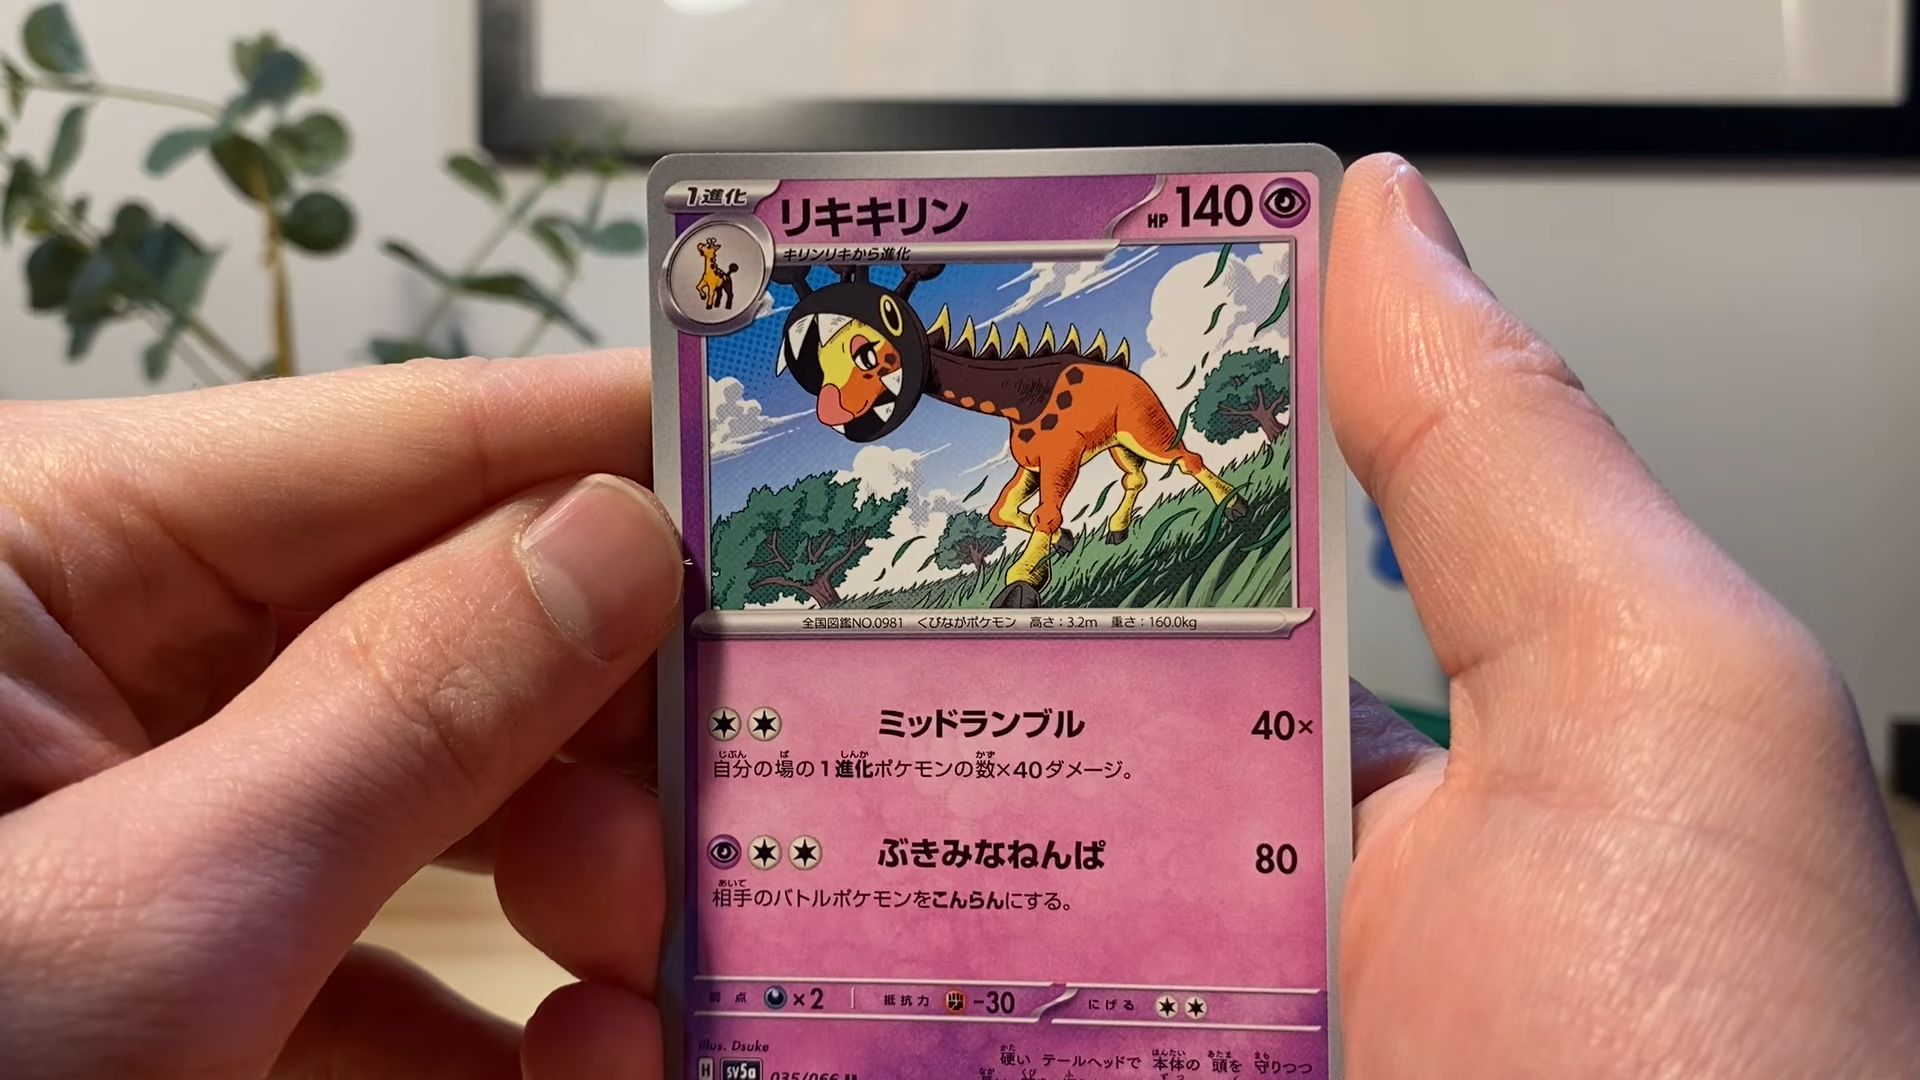 1進化
リキキリン
HP 140
キリンリキから進化
全国図鑑NO.0981 くびながポケモン 高さ:3.2m 重さ:160.0kg
ミッドランブル 40×
自分の場の1進化ポケモンの数×40ダメージ。
ぶきみなねんぱ 80
相手のバトルポケモンをこんらんにする。
弱点 ×2 抵抗力 -30 にげる
Illus. Dsuke
硬い テールヘッドで 本体の 頭を 守りつつ
H sv5a 035/066 U